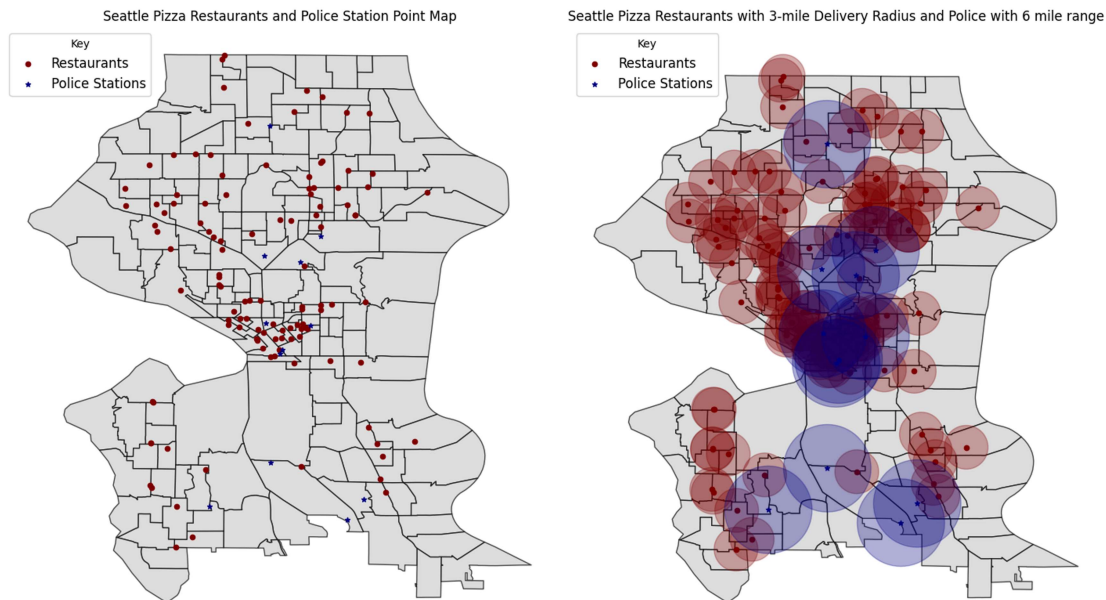 Seattle Pizza Restaurants and Police Station Point Map
Key
Restaurants
Police Stations
Seattle Pizza Restaurants with 3-mile Delivery Radius and Police with 6 mile range
Key
Restaurants
Police Stations